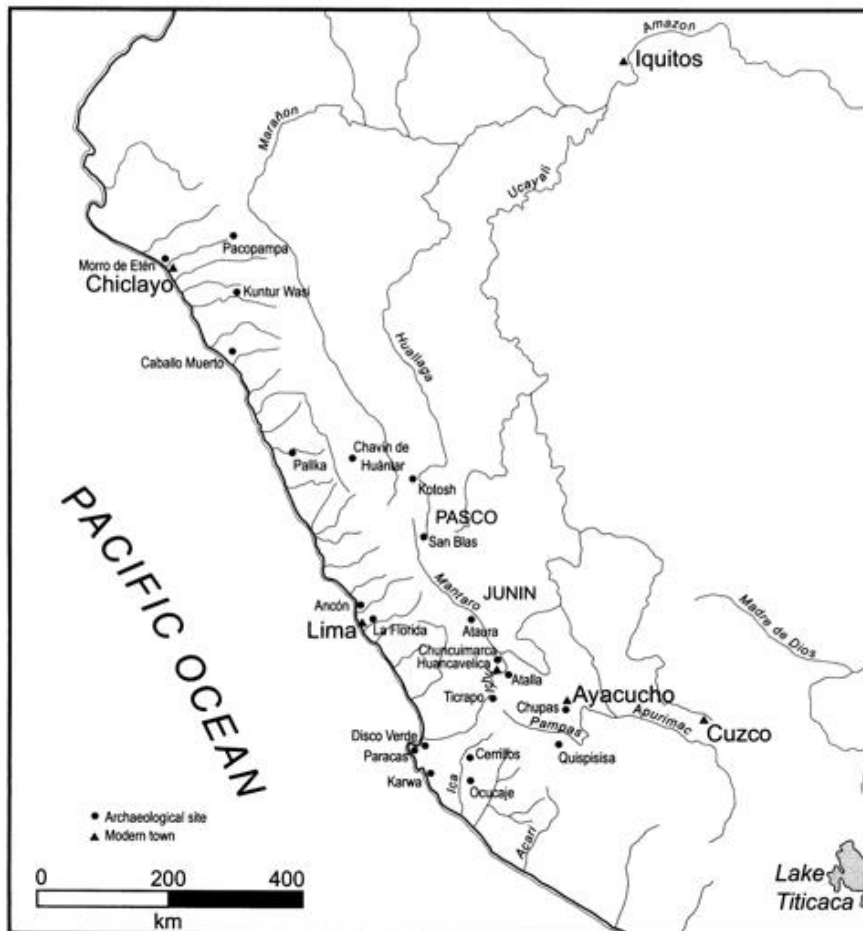 Amazon
Iquitos
Marañon
Ucayali
Pacopampa
Morro de Etén
Chiclayo
Kuntur Wasi
Huallaga
Caballo Muerto
Chavín de
Huántar
Pallka
Kotosh
PACIFIC OCEAN
PASCO
San Blas
Mantaro
JUNIN
Ancón
Lima
La Florida
Ataura
Madre de Dios
Chuncuimarca
Huancavelica
Atalla
Ticrapo
Ayacucho
Chupas
Apurimac
Pampas
Cuzco
Disco Verde
Paracas
Quispisisa
Cerrillos
Karwa
Ica
Ocucaje
Acarí
Archaeological site
Modern town
Lake
Titicaca
0 200 400
km